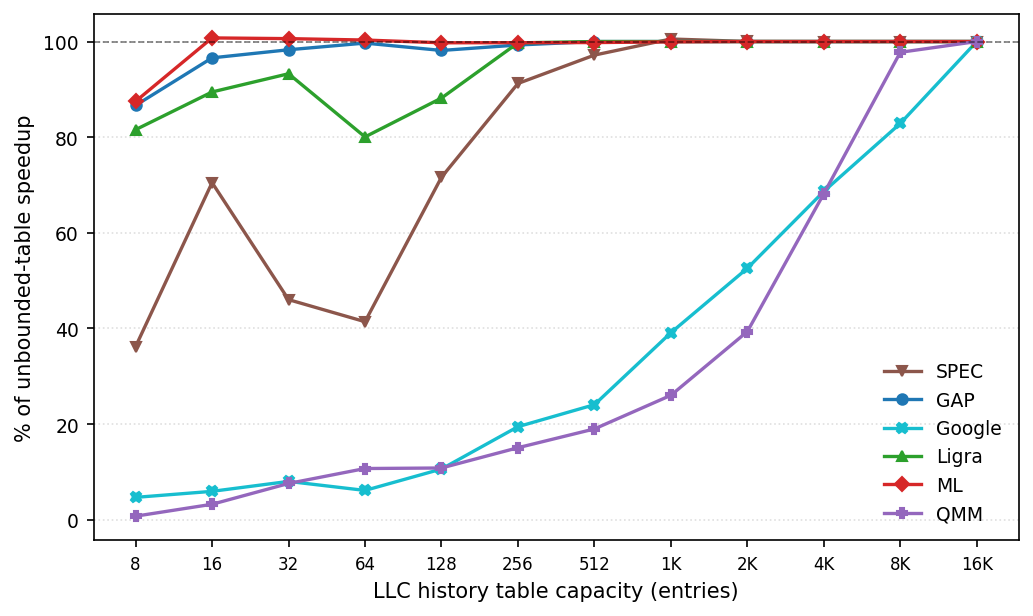 % of unbounded-table speedup
100
80
60
40
20
0
SPEC
GAP
Google
Ligra
ML
QMM
8 16 32 64 128 256 512 1K 2K 4K 8K 16K
LLC history table capacity (entries)